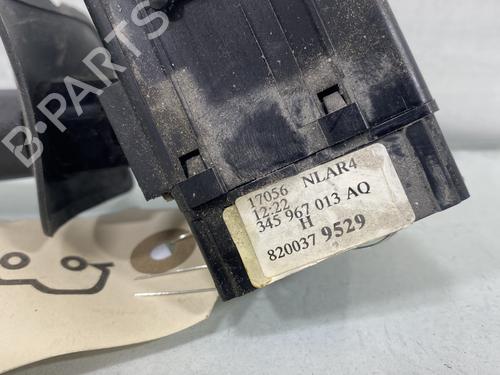 B-PARTS
17056 NLAR4
12:22
345 967 013 AQ
H
820037 9529